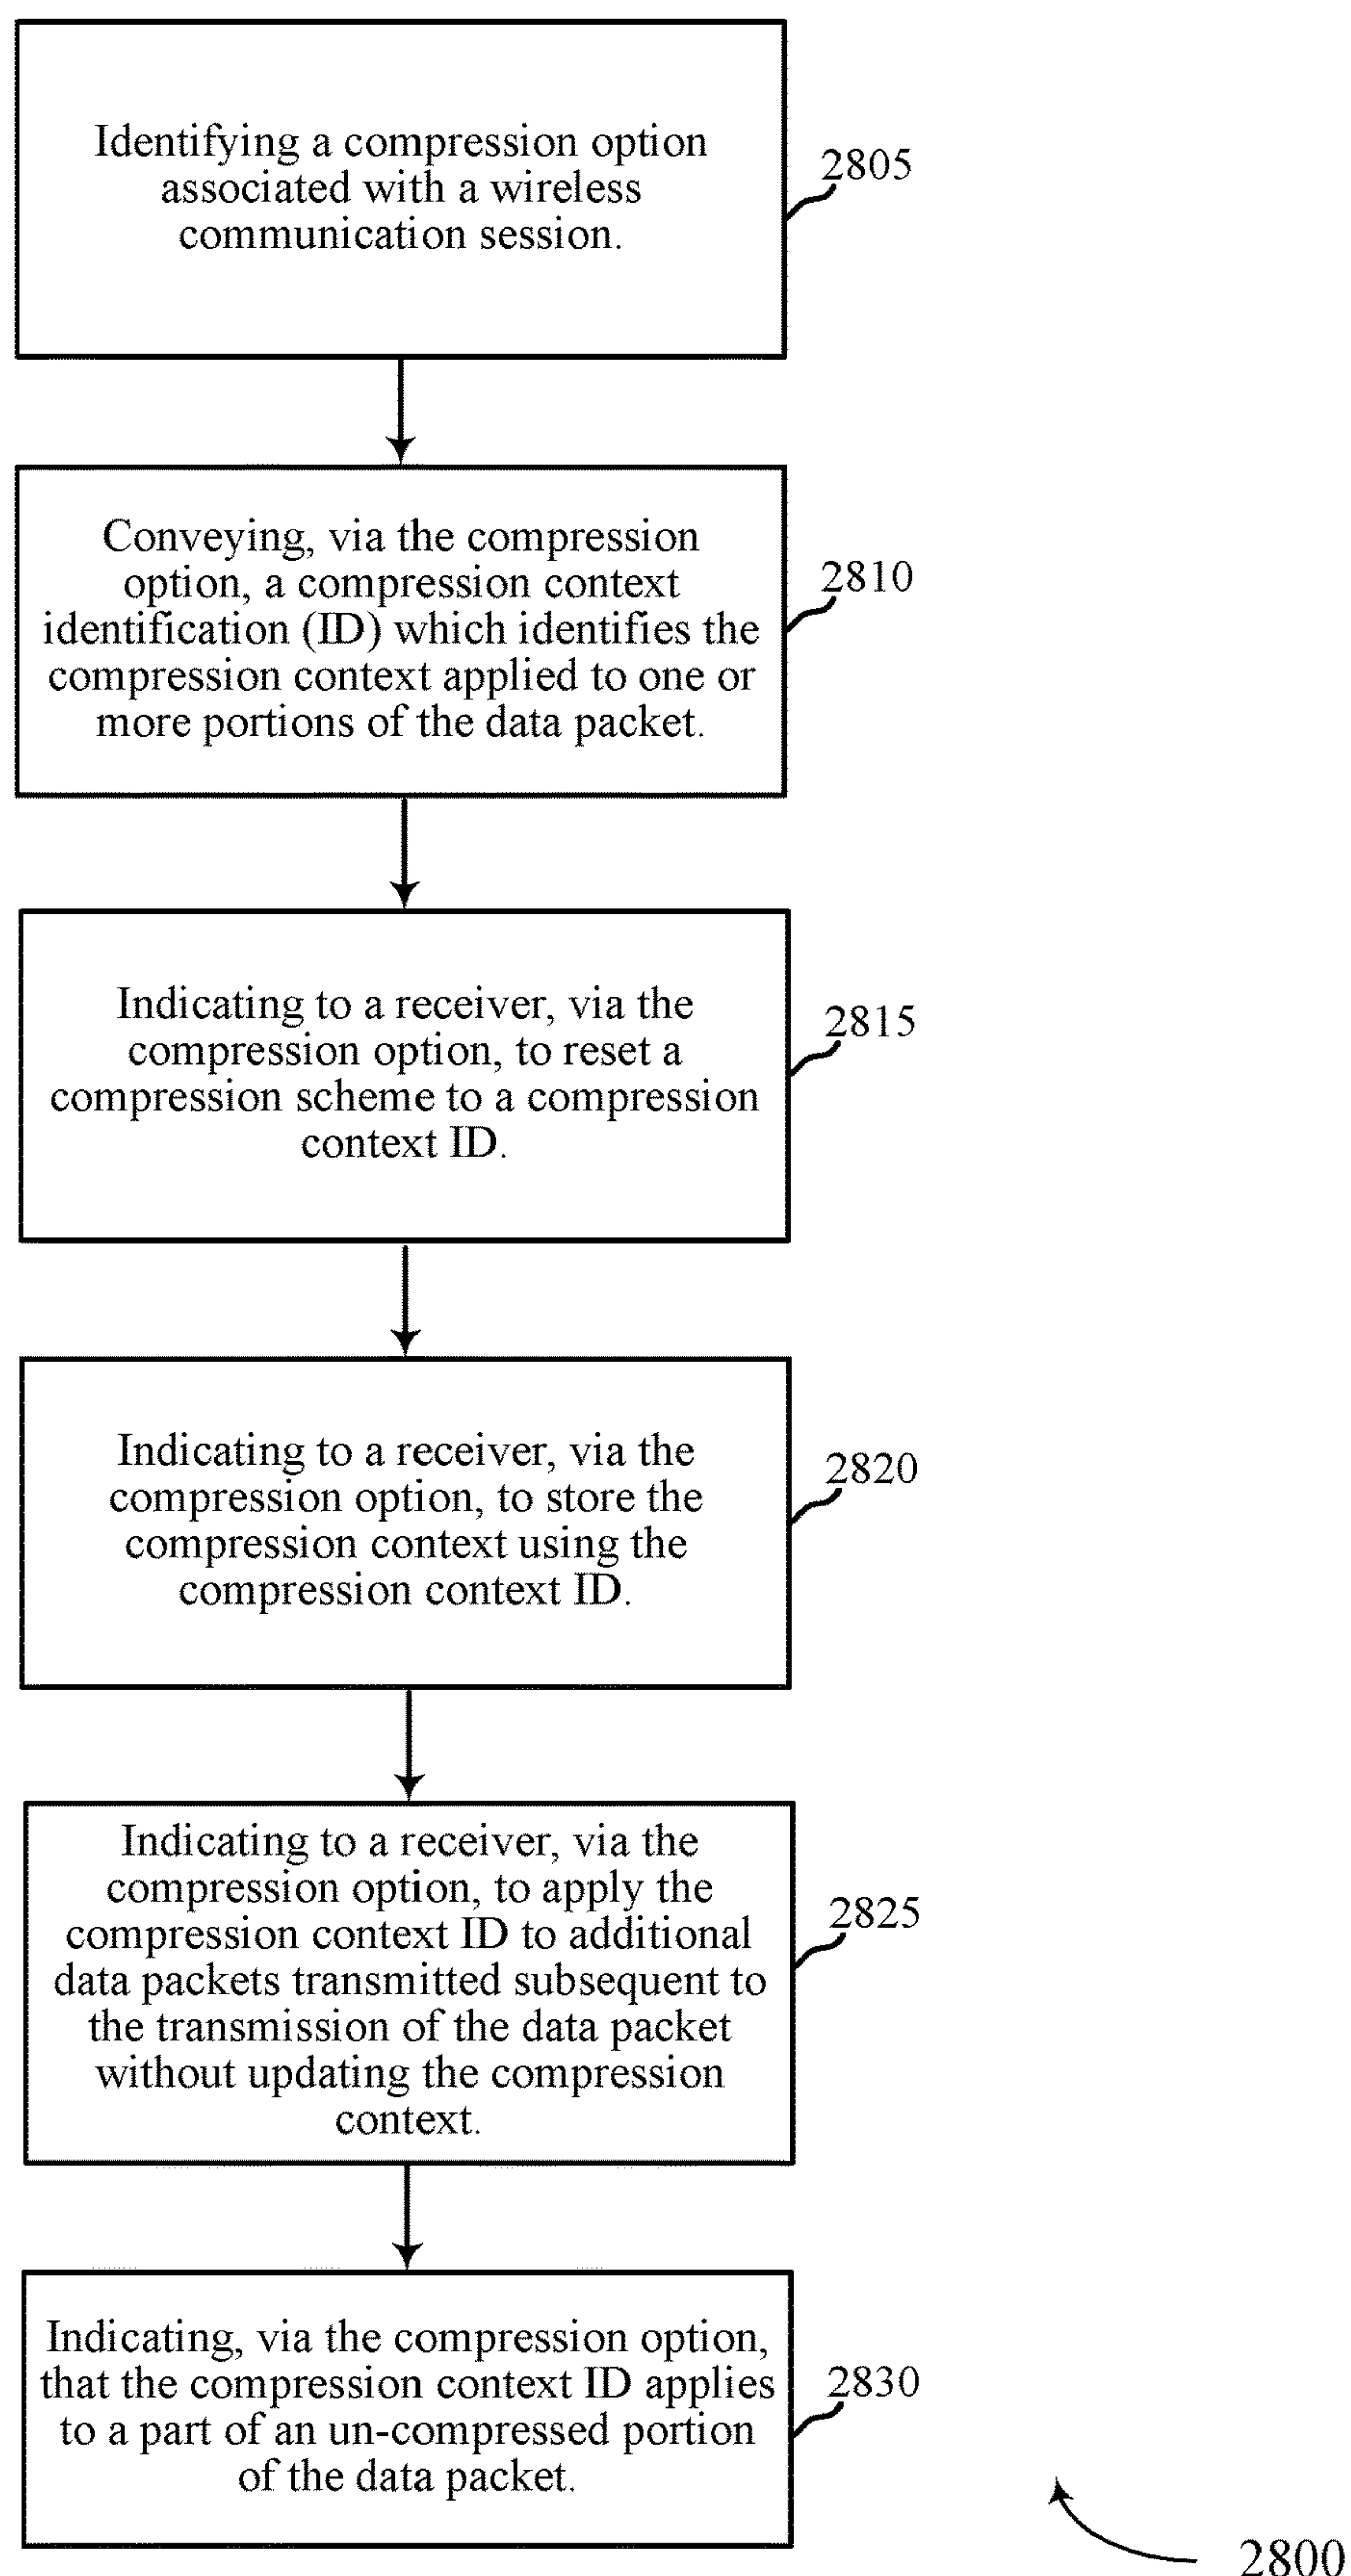 Identifying a compression option
associated with a wireless
communication session.
2805
Conveying, via the compression
option, a compression context
identification (ID) which identifies the
compression context applied to one or
more portions of the data packet.
2810
Indicating to a receiver, via the
compression option, to reset a
compression scheme to a compression
context ID.
2815
Indicating to a receiver, via the
compression option, to store the
compression context using the
compression context ID.
2820
Indicating to a receiver, via the
compression option, to apply the
compression context ID to additional
data packets transmitted subsequent to
the transmission of the data packet
without updating the compression
context.
2825
Indicating, via the compression option,
that the compression context ID applies
to a part of an un-compressed portion
of the data packet.
2830
2800